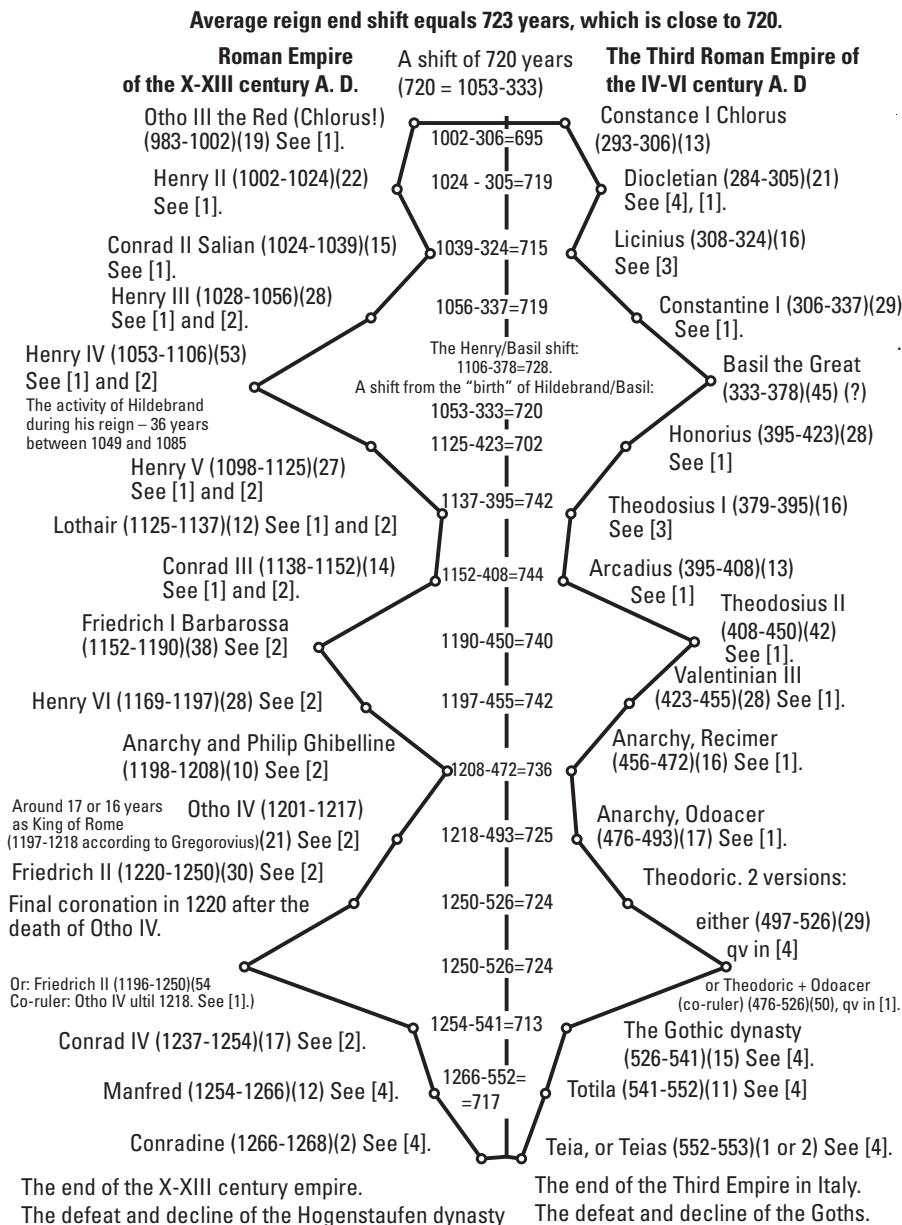 Average reign end shift equals 723 years, which is close to 720.
Roman Empire
of the X-XIII century A. D.
A shift of 720 years
(720 = 1053-333)
The Third Roman Empire of
the IV-VI century A. D
Otho III the Red (Chlorus!)
(983-1002)(19) See [1].
1002-306=695
Constance I Chlorus
(293-306)(13)
Henry II (1002-1024)(22)
See [1].
1024 - 305=719
Diocletian (284-305)(21)
See [4], [1].
Conrad II Salian (1024-1039)(15)
See [1].
1039-324=715
Licinius (308-324)(16)
See [3]
Henry III (1028-1056)(28)
See [1] and [2].
1056-337=719
Constantine I (306-337)(29)
See [1].
Henry IV (1053-1106)(53)
See [1] and [2]
The activity of Hildebrand
during his reign – 36 years
between 1049 and 1085
The Henry/Basil shift:
1106-378=728.
A shift from the “birth” of Hildebrand/Basil:
1053-333=720
Basil the Great
(333-378)(45) (?)
Henry V (1098-1125)(27)
See [1] and [2]
1125-423=702
Honorius (395-423)(28)
See [1]
Lothair (1125-1137)(12) See [1] and [2]
1137-395=742
Theodosius I (379-395)(16)
See [3]
Conrad III (1138-1152)(14)
See [1] and [2].
1152-408=744
Arcadius (395-408)(13)
See [1]
Friedrich I Barbarossa
(1152-1190)(38) See [2]
1190-450=740
Theodosius II
(408-450)(42)
See [1].
Henry VI (1169-1197)(28) See [2]
1197-455=742
Valentinian III
(423-455)(28) See [1].
Anarchy and Philip Ghibelline
(1198-1208)(10) See [2]
1208-472=736
Anarchy, Recimer
(456-472)(16) See [1].
Around 17 or 16 years
as King of Rome
(1197-1218 according to Gregorovius)(21) See [2]
Otho IV (1201-1217)
1218-493=725
Anarchy, Odoacer
(476-493)(17) See [1].
Friedrich II (1220-1250)(30) See [2]
Final coronation in 1220 after the
death of Otho IV.
1250-526=724
Theodoric. 2 versions:
either (497-526)(29)
qv in [4]
Or: Friedrich II (1196-1250)(54
Co-ruler: Otho IV ultil 1218. See [1].)
1250-526=724
or Theodoric + Odoacer
(co-ruler) (476-526)(50), qv in [1].
Conrad IV (1237-1254)(17) See [2].
1254-541=713
The Gothic dynasty
(526-541)(15) See [4].
Manfred (1254-1266)(12) See [4].
1266-552=
=717
Totila (541-552)(11) See [4]
Conradine (1266-1268)(2) See [4].
Teia, or Teias (552-553)(1 or 2) See [4].
The end of the X-XIII century empire.
The defeat and decline of the Hogenstaufen dynasty
The end of the Third Empire in Italy.
The defeat and decline of the Goths.